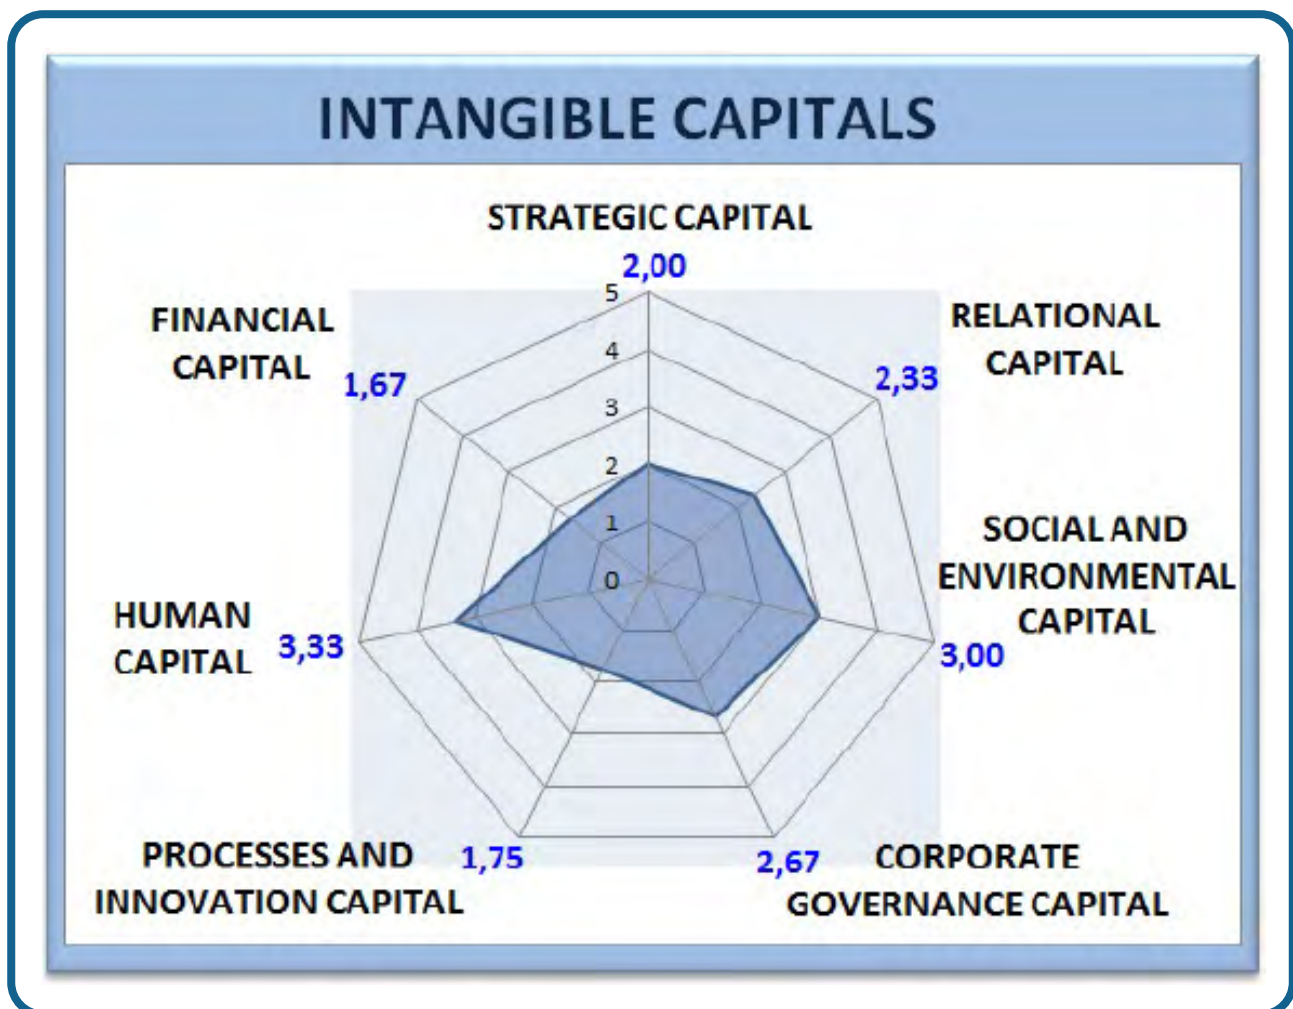 INTANGIBLE CAPITALS
STRATEGIC CAPITAL
2,00
RELATIONAL
CAPITAL
2,33
SOCIAL AND
ENVIRONMENTAL
CAPITAL
3,00
CORPORATE
GOVERNANCE CAPITAL
2,67
PROCESSES AND
INNOVATION CAPITAL
1,75
HUMAN
CAPITAL
3,33
FINANCIAL
CAPITAL
1,67
5
4
3
2
1
0